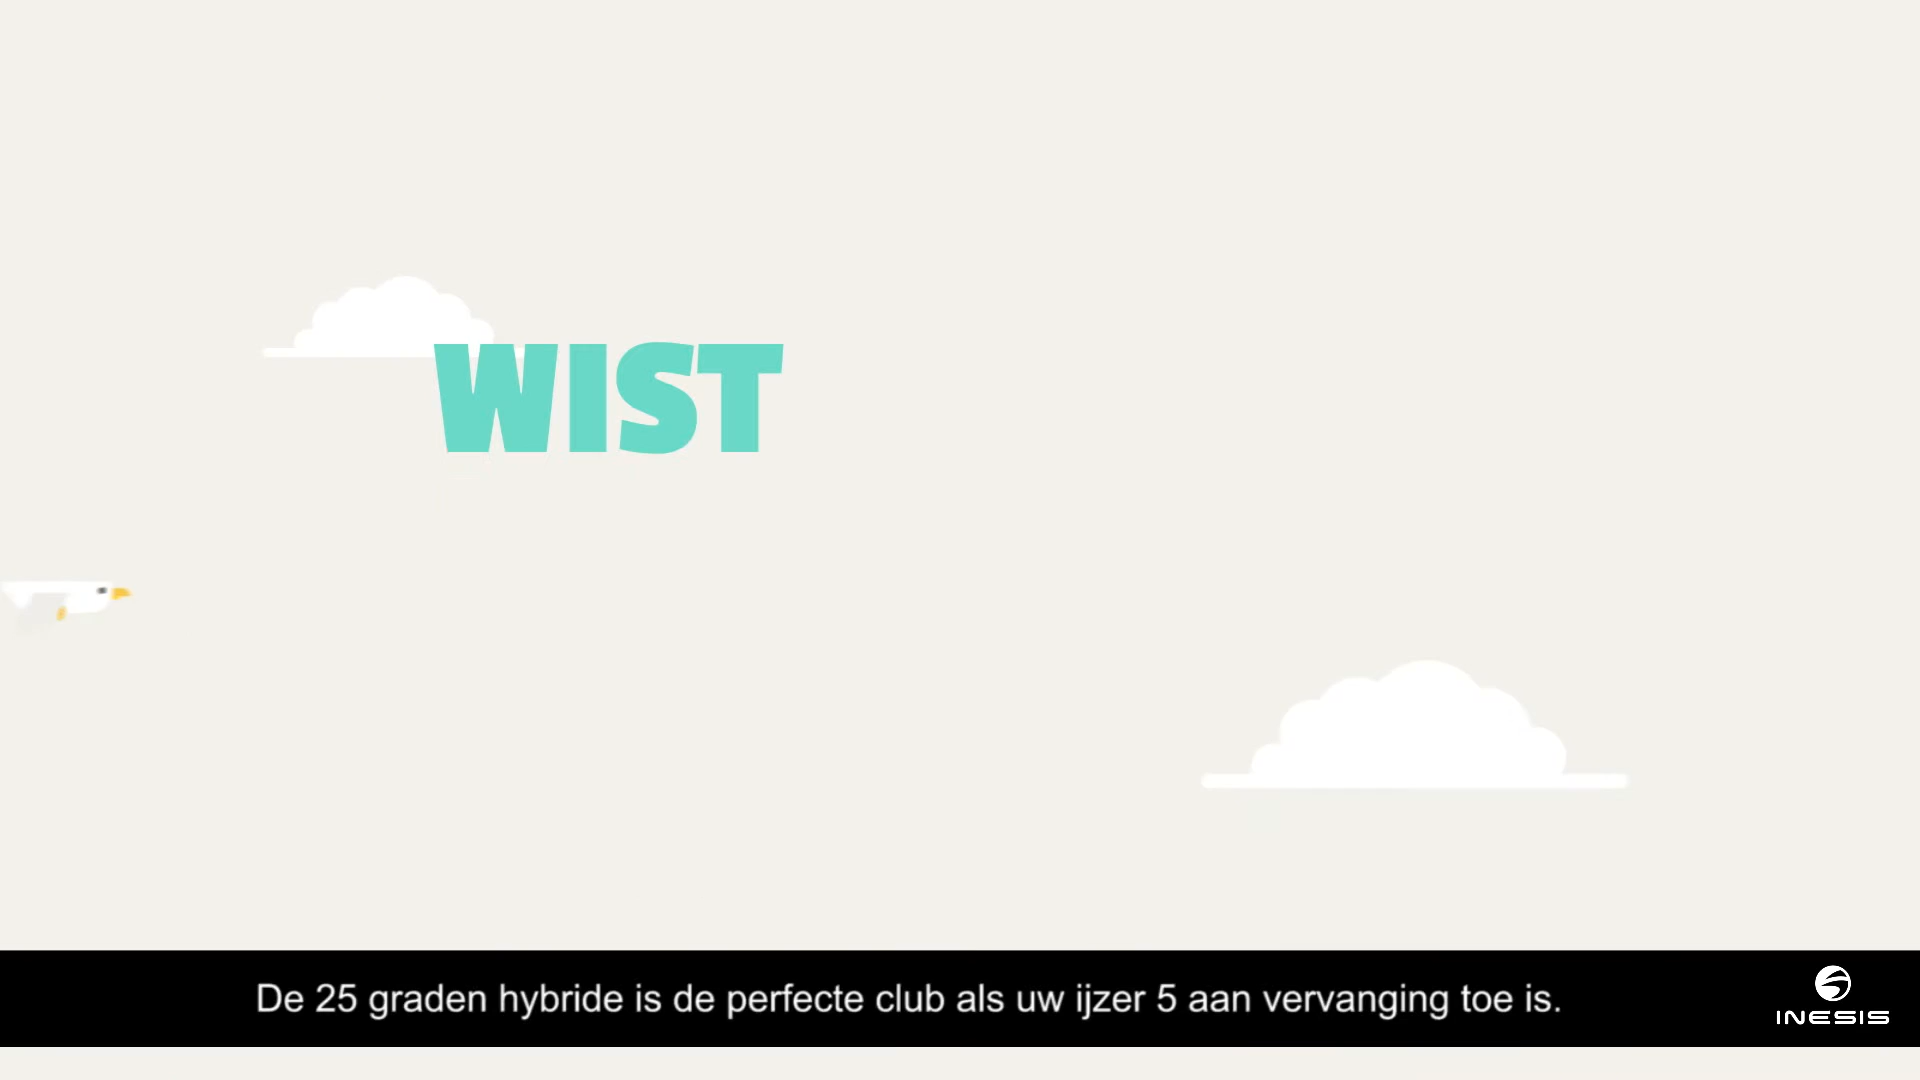 WIST
De 25 graden hybride is de perfecte club als uw ijzer 5 aan vervanging toe is.
INESIS